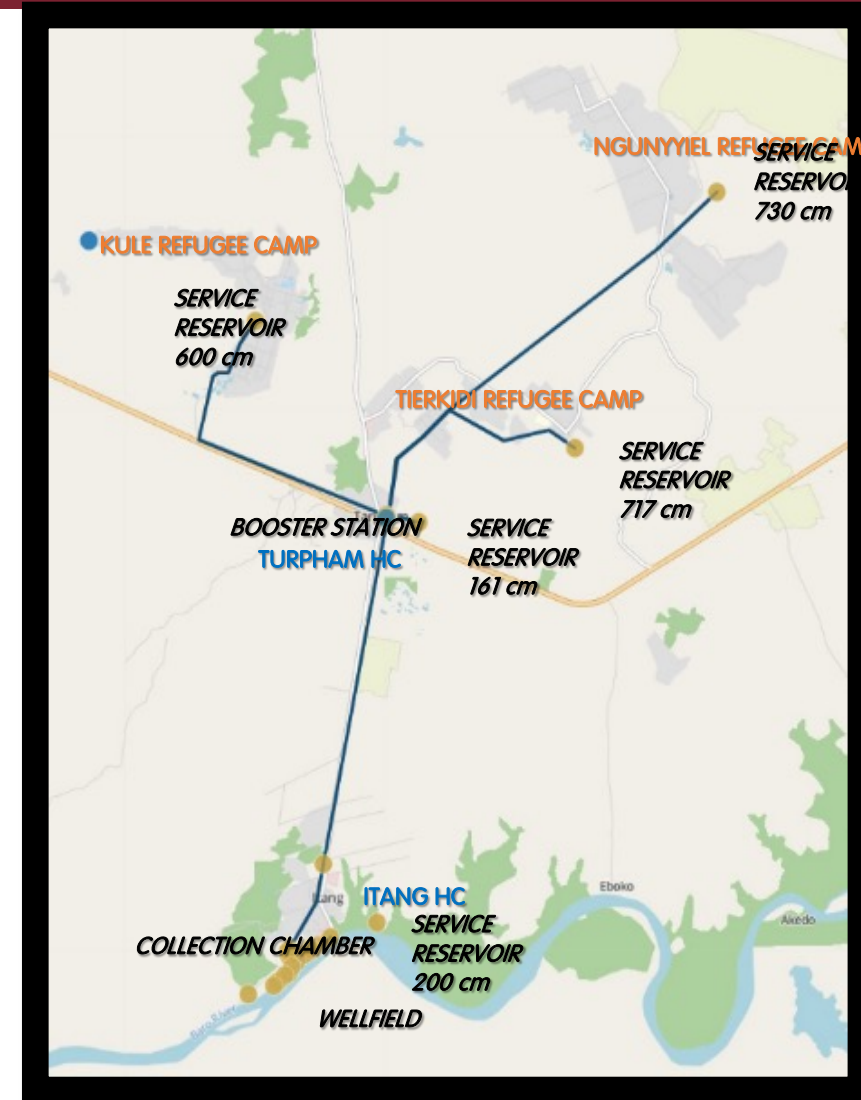 NGUNYYIEL REFUGEE CAM
SERVICE
RESERVOI
730 cm
KULE REFUGEE CAMP
SERVICE
RESERVOIR
600 cm
TIERKIDI REFUGEE CAMP
SERVICE
RESERVOIR
717 cm
BOOSTER STATION
TURPHAM HC
SERVICE
RESERVOIR
161 cm
Eboko
Akedo
Itang
ITANG HC
SERVICE
RESERVOIR
200 cm
COLLECTION CHAMBER
WELLFIELD
Baro River